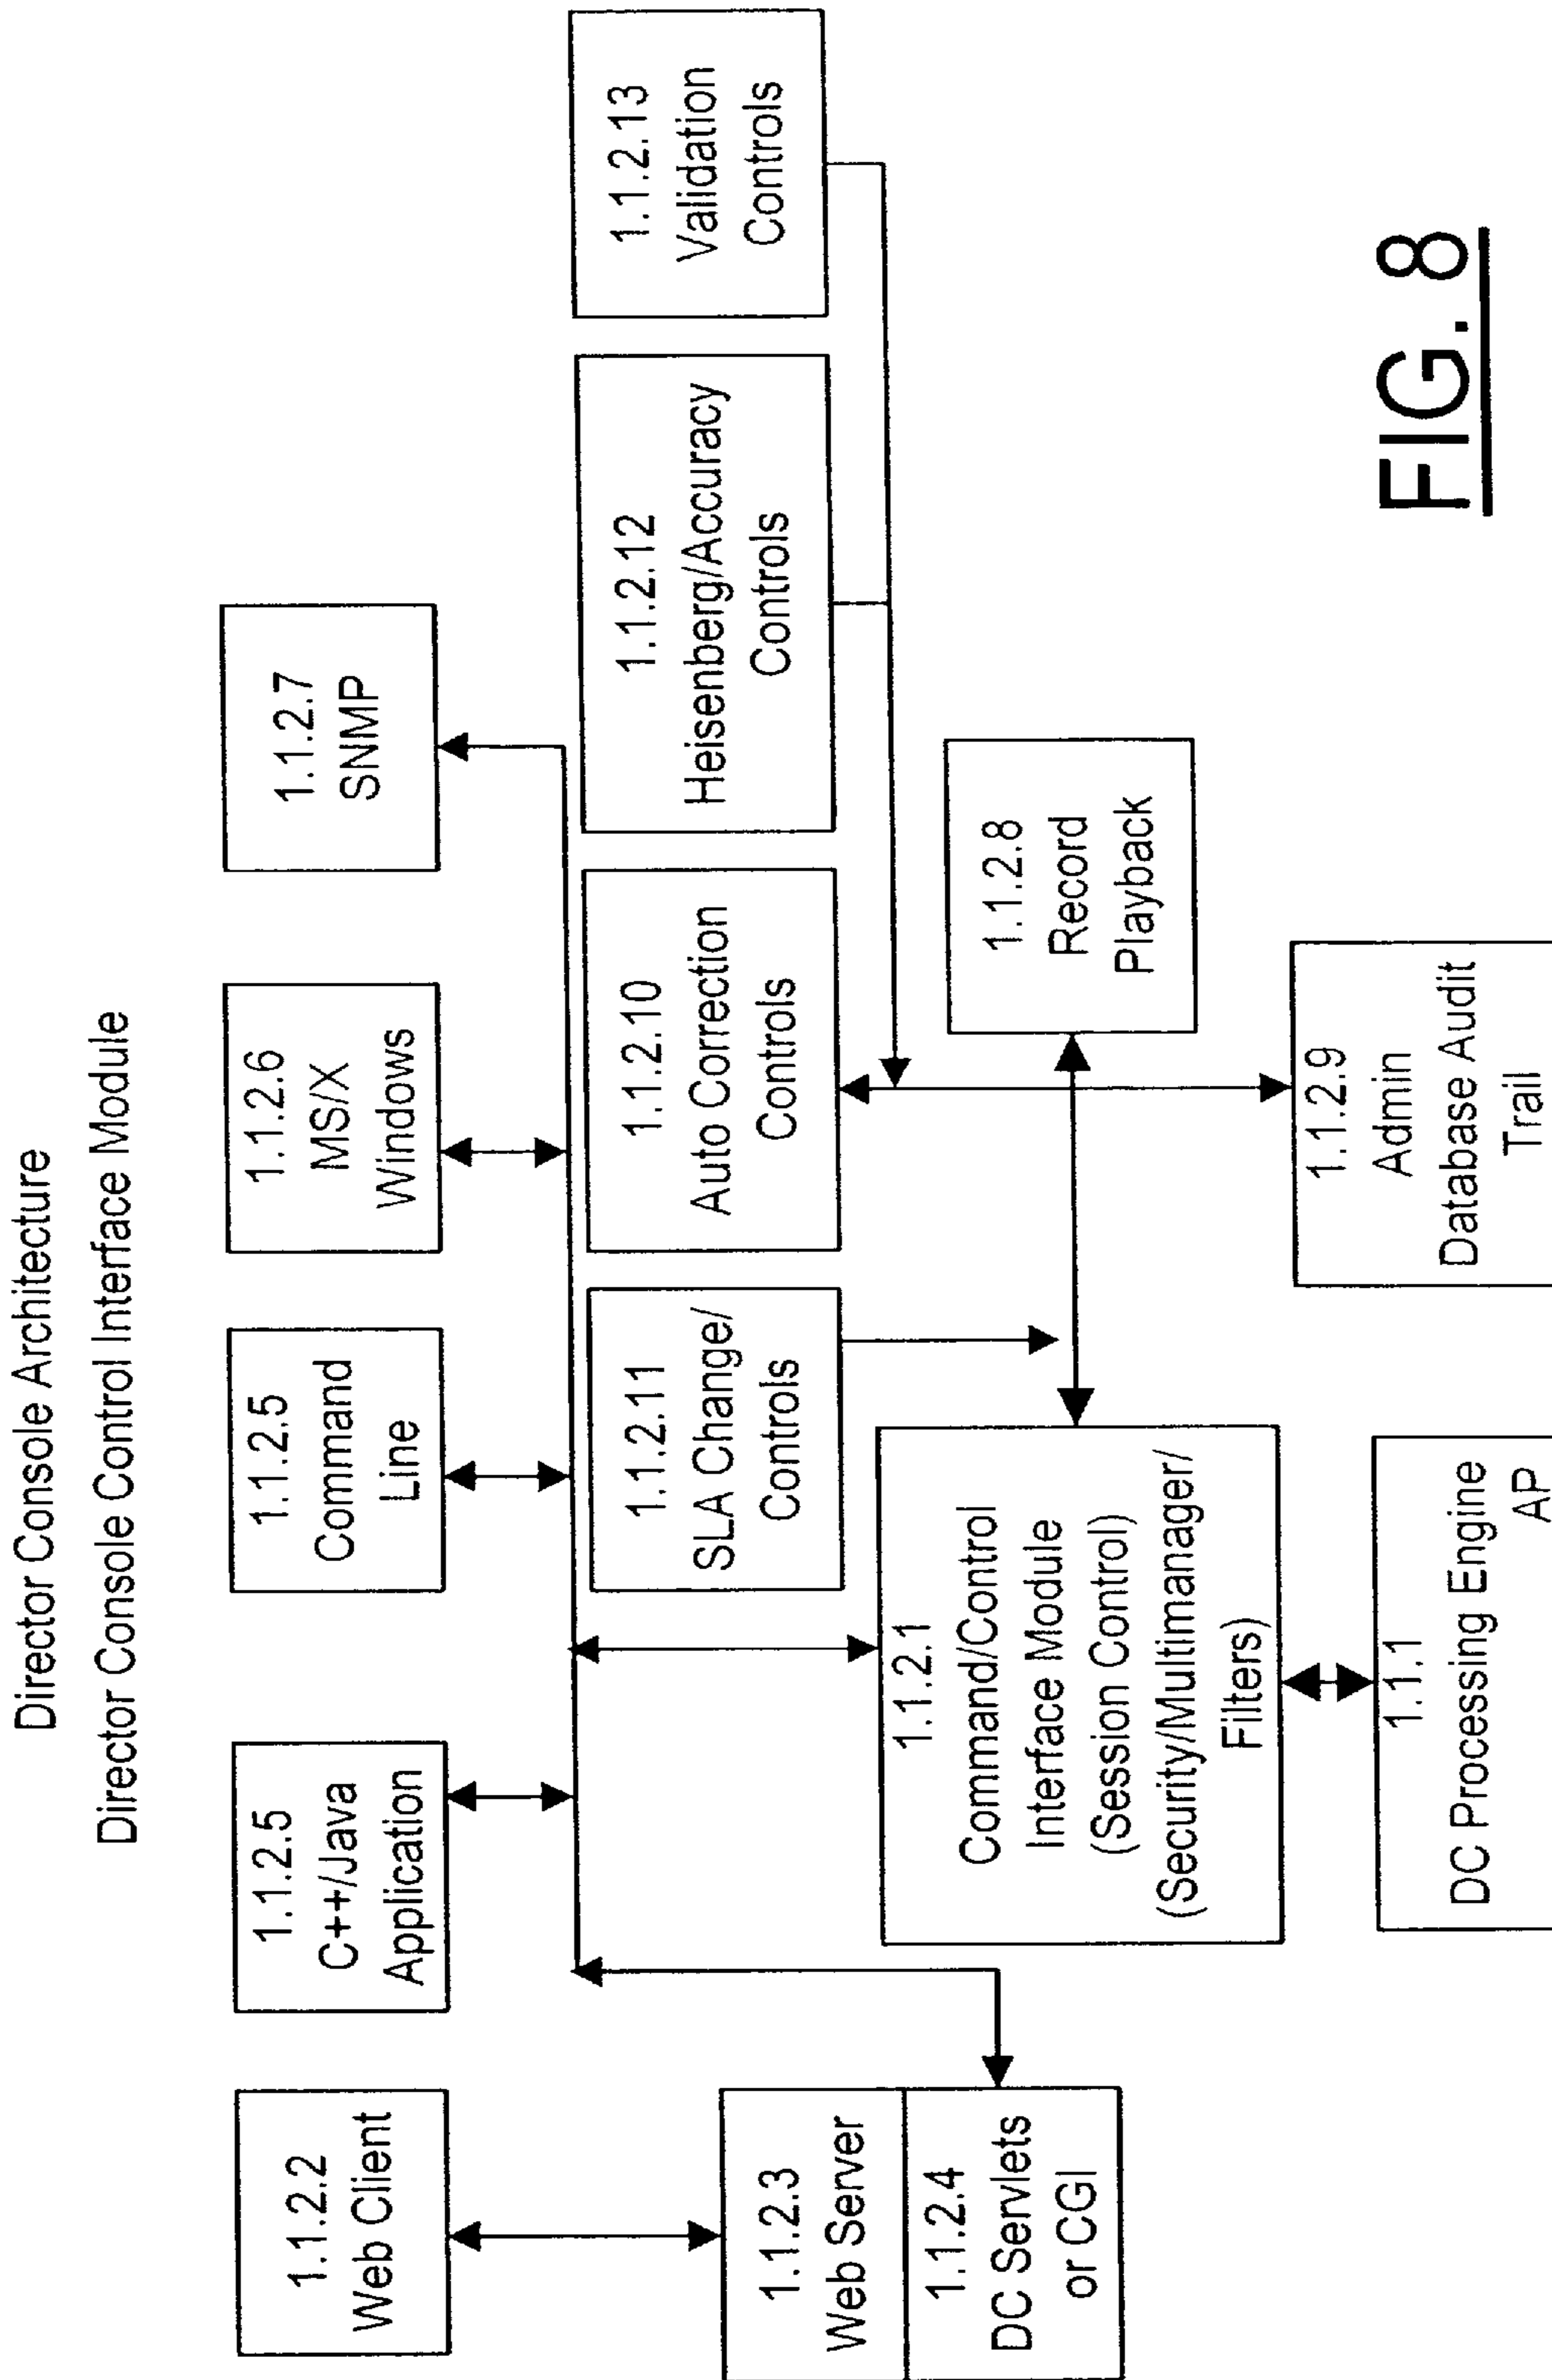 Director Console Architecture
Director Console Control Interface Module
1.1.2.2
Web Client
1.1.2.5
C++/Java
Application
1.1.2.5
Command
Line
1.1.2.6
MS/X
Windows
1.1.2.7
SNMP
1.1.2.3
Web Server
1.1.2.4
DC Servlets
or CGI
1.1.2.11
SLA Change/
Controls
1.1.2.10
Auto Correction
Controls
1.1.2.12
Heisenberg/Accuracy
Controls
1.1.2.13
Validation
Controls
1.1.2.1
Command/Control
Interface Module
(Session Control)
(Security/Multimanager/
Filters)
1.1.2.8
Record
Playback
1.1.1
DC Processing Engine
AP
1.1.2.9
Admin
Database Audit
Trail
FIG. 8